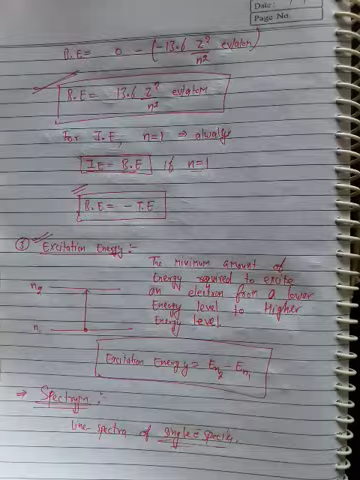 Date: / /
Page No.
B.E = 0 - (-13.6 Z²/n² ev/atom)
B.E = 13.6 Z²/n² ev/atom
For I.E, n=1 ⇒ always
IE = B.E if n=1
B.E = - T.E
① Excitation Energy :-
The minimum amount of
Energy required to excite
an electron from a lower
Energy level to Higher
Energy level.
n₂
n₁
Excitation Energy = En₂ - En₁
⇒ Spectrum :-
Line spectra of single e species.